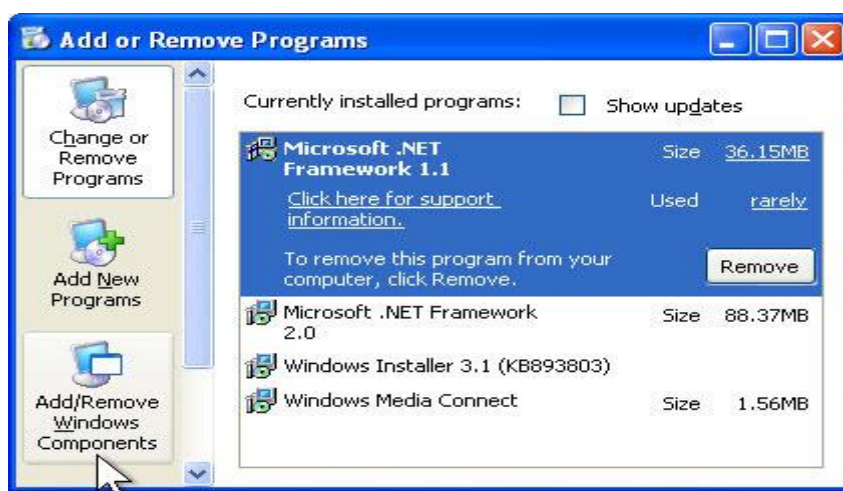 Add or Remove Programs
Change or
Remove
Programs
Add New
Programs
Add/Remove
Windows
Components
Currently installed programs:
Show updates
Microsoft .NET
Framework 1.1
Size 36.15MB
Click here for support
information.
Used rarely
To remove this program from your
computer, click Remove.
Remove
Microsoft .NET Framework
2.0
Size 88.37MB
Windows Installer 3.1 (KB893803)
Windows Media Connect
Size 1.56MB